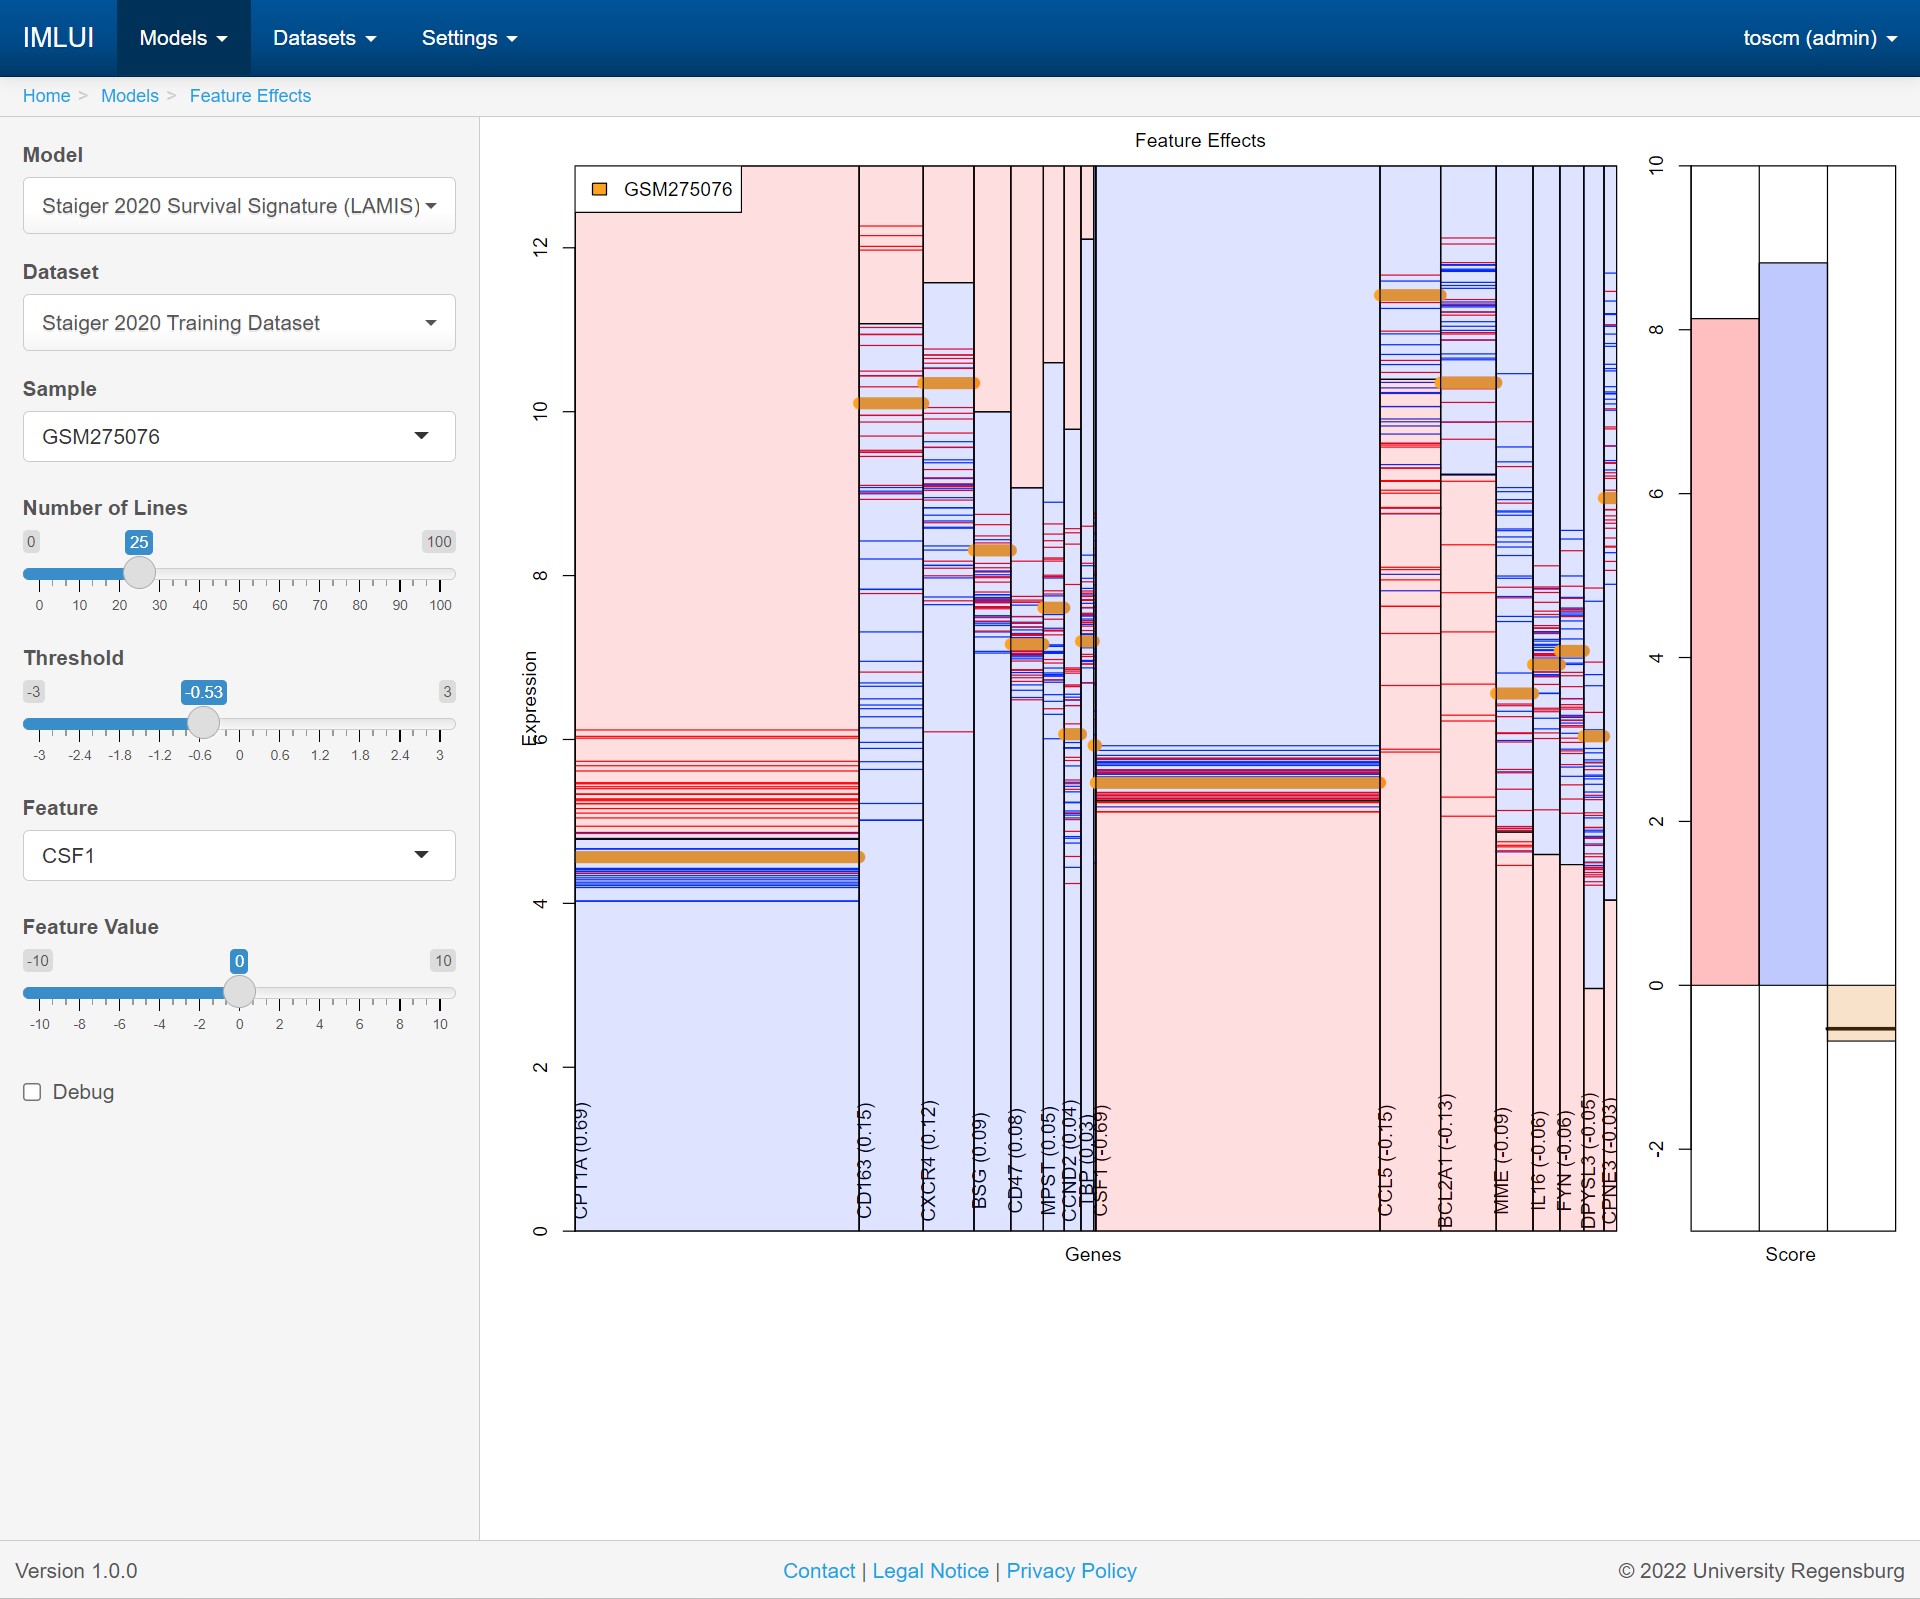 IMLUI Models Datasets Settings toscm (admin)
Home > Models > Feature Effects
Model
Staiger 2020 Survival Signature (LAMIS)
Dataset
Staiger 2020 Training Dataset
Sample
GSM275076
Number of Lines
0 25 100
0 10 20 30 40 50 60 70 80 90 100
Threshold
-3 -0.53 3
-3 -2.4 -1.8 -1.2 -0.6 0 0.6 1.2 1.8 2.4 3
Feature
CSF1
Feature Value
-10 0 10
-10 -8 -6 -4 -2 0 2 4 6 8 10
Debug
Feature Effects
GSM275076
Expression
12
10
8
6
4
2
0
CPT1A (0.69)
CD163 (0.15)
CXCR4 (0.12)
BSG (0.09)
CD47 (0.08)
MPST (0.05)
CCND2 (0.04)
TBP (0.03)
CSF1 (-0.69)
CCL5 (-0.15)
BCL2A1 (-0.13)
MME (-0.09)
IL16 (-0.06)
FYN (-0.06)
DPYSL3 (-0.05)
CPNE3 (-0.03)
Genes
10
8
6
4
2
0
-2
Score
Version 1.0.0
Contact | Legal Notice | Privacy Policy
© 2022 University Regensburg